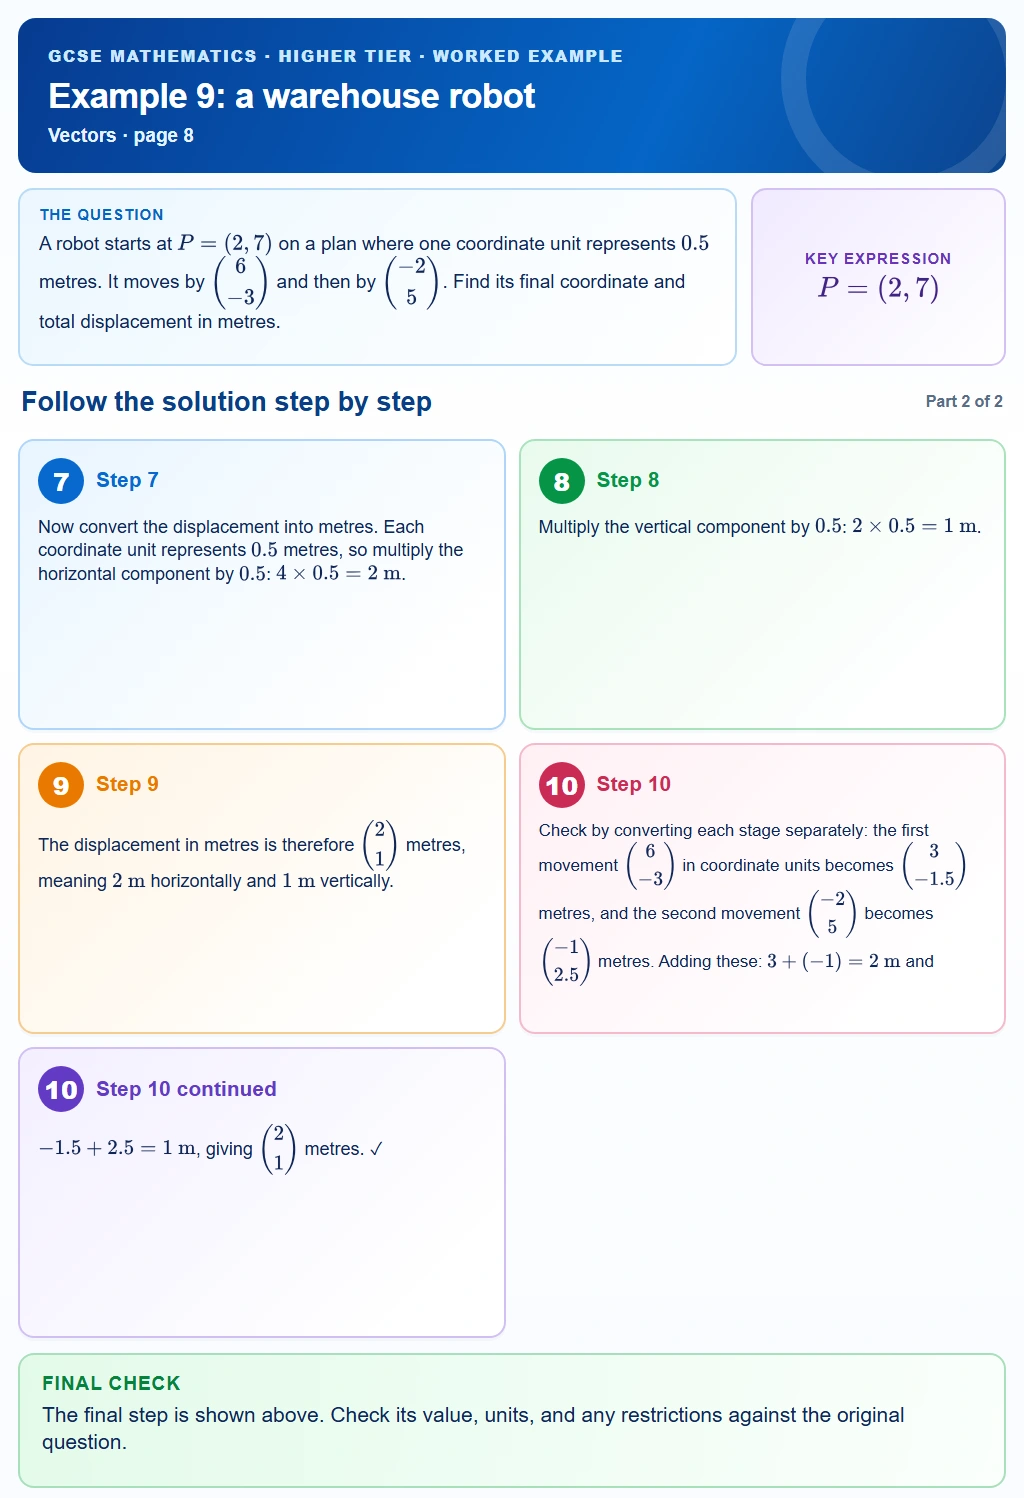 GCSE MATHEMATICS · HIGHER TIER · WORKED EXAMPLE
Example 9: a warehouse robot
Vectors · page 8
THE QUESTION
A robot starts at P = (2, 7) on a plan where one coordinate unit represents 0.5
metres. It moves by (6 −3) and then by (−2 5). Find its final coordinate and
total displacement in metres.
KEY EXPRESSION
P = (2, 7)
Follow the solution step by step
Part 2 of 2
7 Step 7
Now convert the displacement into metres. Each
coordinate unit represents 0.5 metres, so multiply the
horizontal component by 0.5: 4 × 0.5 = 2 m.
8 Step 8
Multiply the vertical component by 0.5: 2 × 0.5 = 1 m.
9 Step 9
The displacement in metres is therefore (2 1) metres,
meaning 2 m horizontally and 1 m vertically.
10 Step 10
Check by converting each stage separately: the first
movement (6 −3) in coordinate units becomes (3 −1.5)
metres, and the second movement (−2 5) becomes
(−1 2.5) metres. Adding these: 3 + (−1) = 2 m and
10 Step 10 continued
−1.5 + 2.5 = 1 m, giving (2 1) metres. ✓
FINAL CHECK
The final step is shown above. Check its value, units, and any restrictions against the original
question.